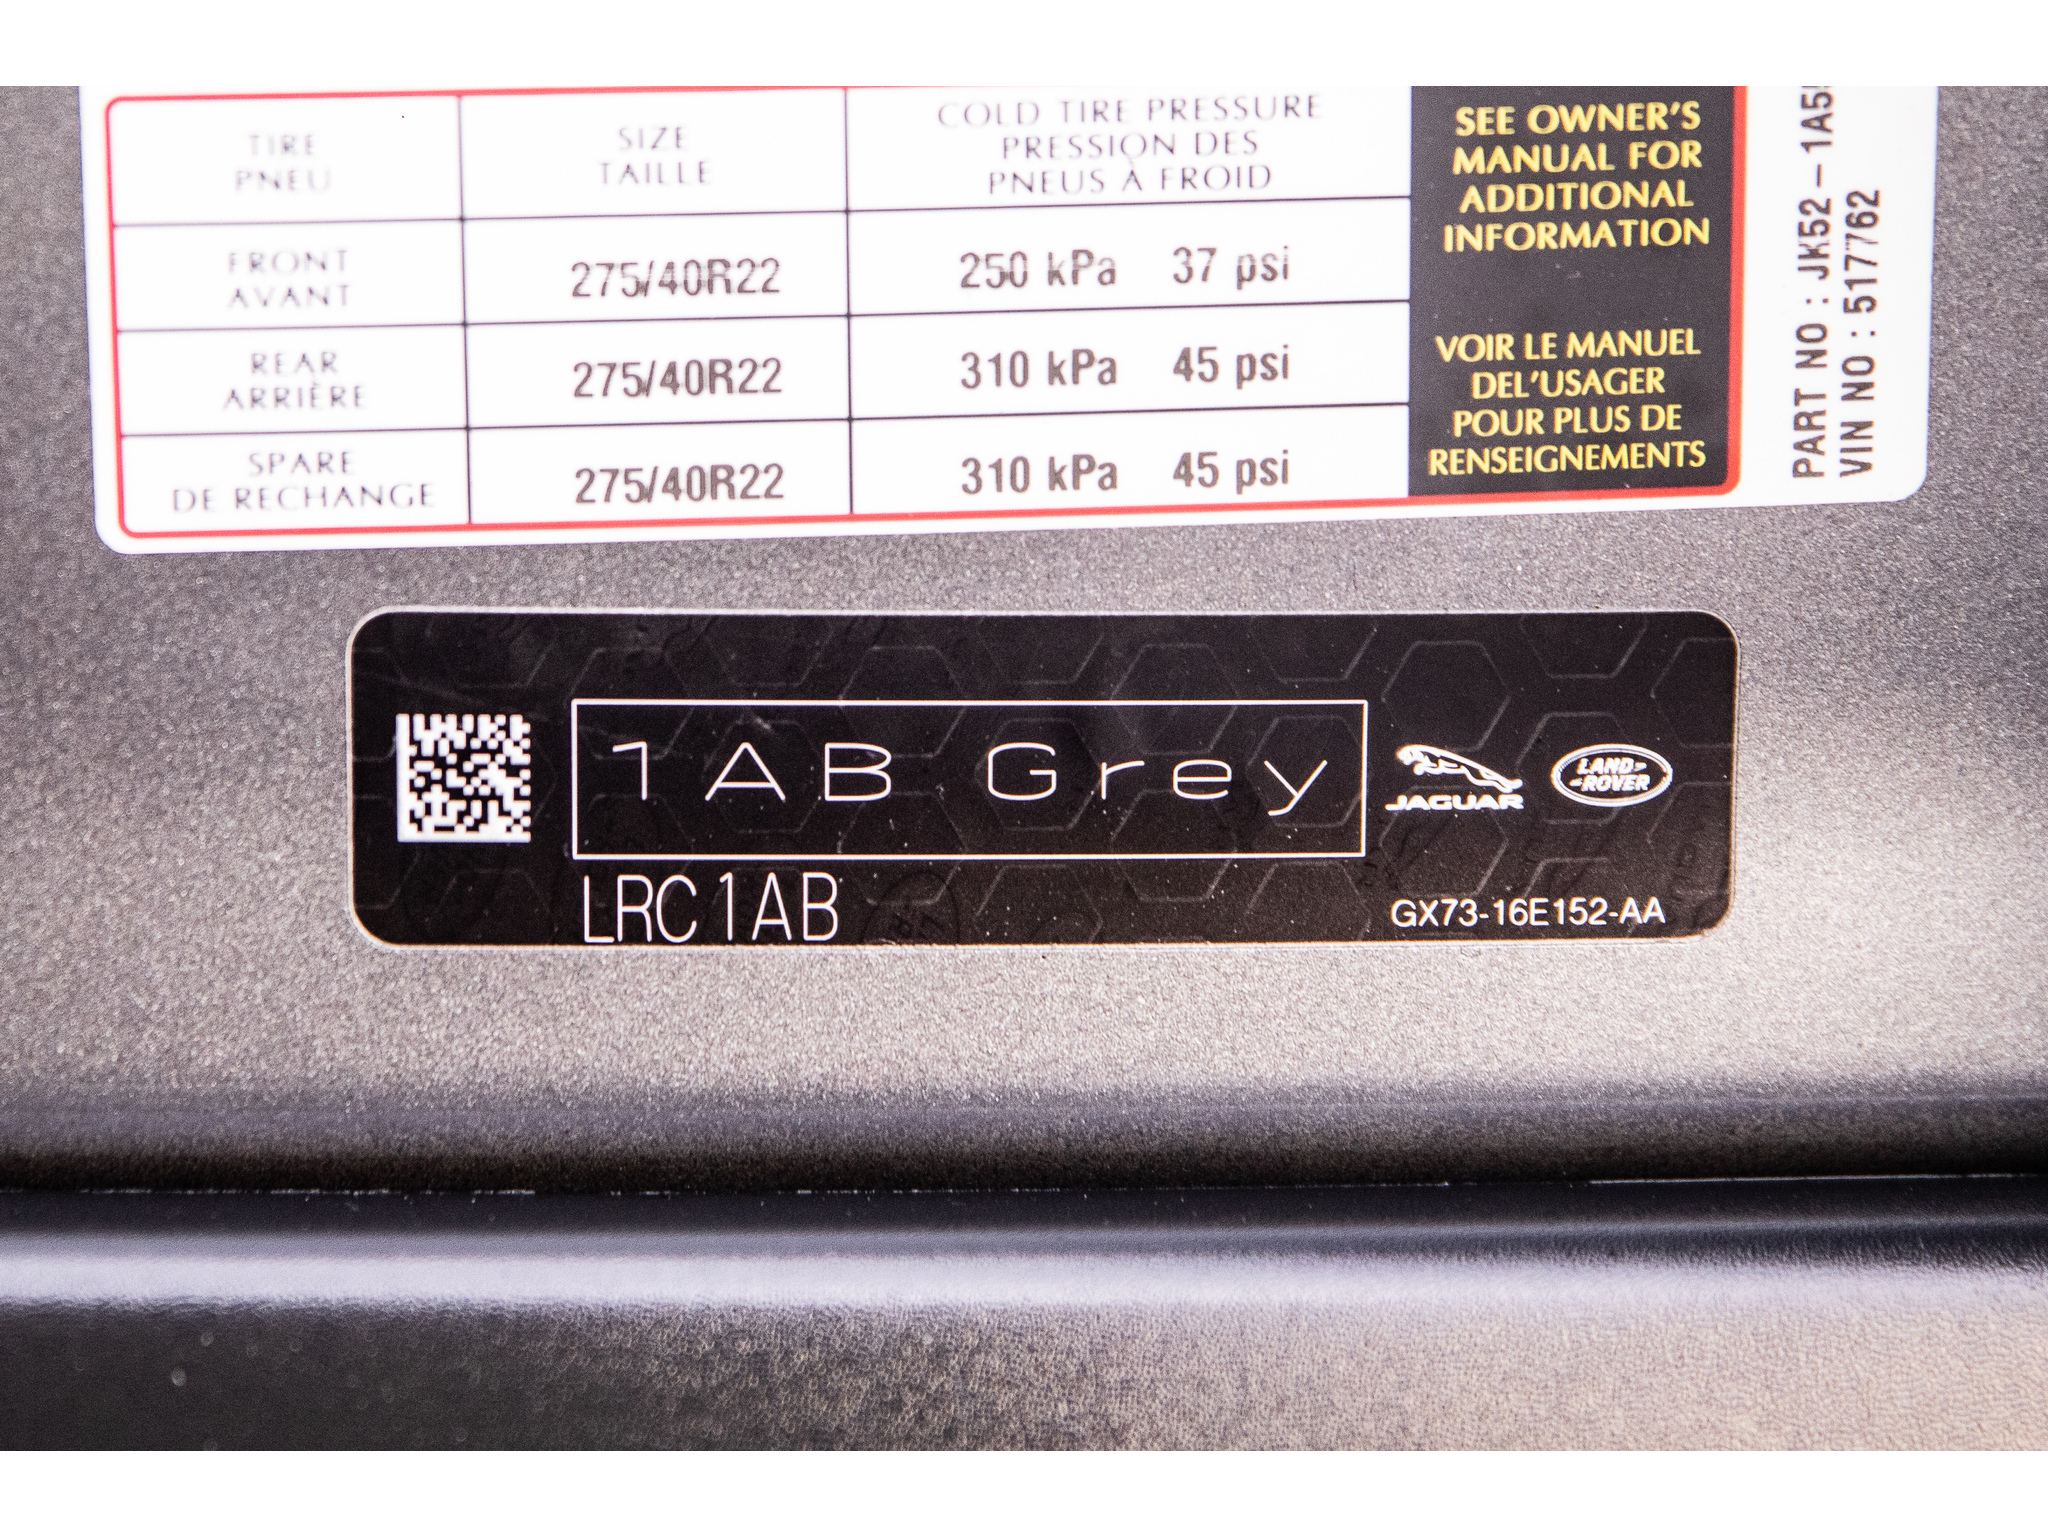 TIRE
PNEU
SIZE
TAILLE
COLD TIRE PRESSURE
PRESSION DES
PNEUS À FROID
FRONT
AVANT
275/40R22
250 kPa 37 psi
REAR
ARRIÈRE
275/40R22
310 kPa 45 psi
SPARE
DE RECHANGE
275/40R22
310 kPa 45 psi
SEE OWNER'S
MANUAL FOR
ADDITIONAL
INFORMATION
VOIR LE MANUEL
DEL'USAGER
POUR PLUS DE
RENSEIGNEMENTS
PART NO : JK52-1A5
VIN NO : 517762
1AB Grey
JAGUAR
LAND
ROVER
LRC1AB
GX73-16E152-AA